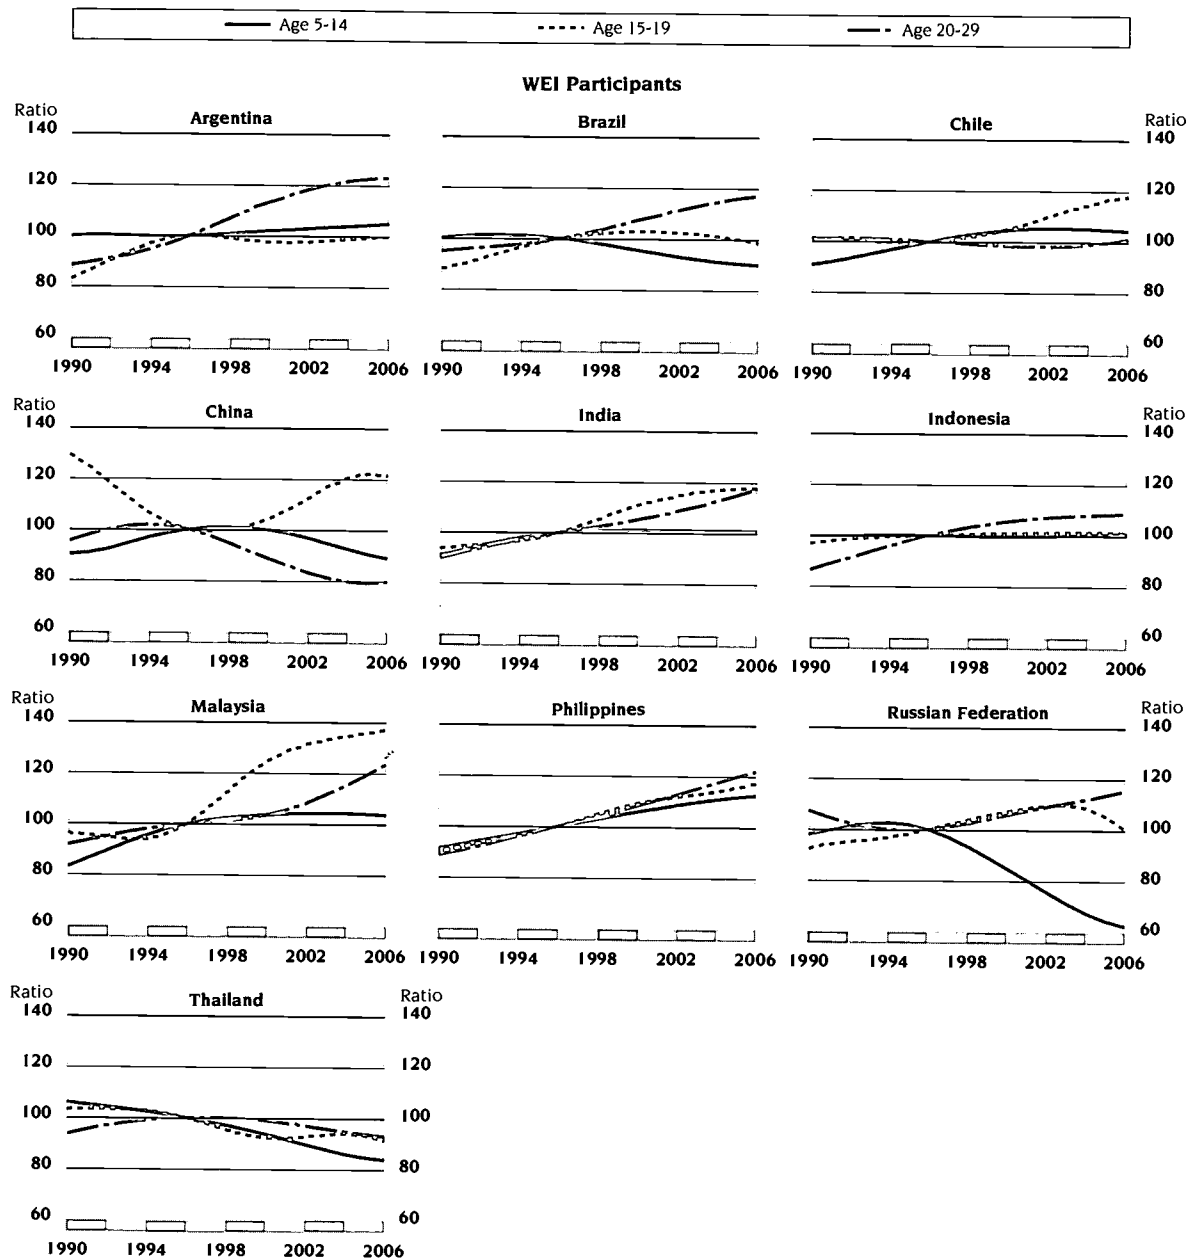 Age 5-14 Age 15-19 Age 20-29
WEI Participants
Ratio Argentina Brazil Chile Ratio
140 140
120 120
100 100
80 80
60 60
1990 1994 1998 2002 2006 1990 1994 1998 2002 2006 1990 1994 1998 2002 2006
Ratio China India Indonesia Ratio
140 140
120 120
100 100
80 80
60 60
1990 1994 1998 2002 2006 1990 1994 1998 2002 2006 1990 1994 1998 2002 2006
Ratio Malaysia Philippines Russian Federation Ratio
140 140
120 120
100 100
80 80
60 60
1990 1994 1998 2002 2006 1990 1994 1998 2002 2006 1990 1994 1998 2002 2006
Ratio Thailand Ratio
140 140
120 120
100 100
80 80
60 60
1990 1994 1998 2002 2006